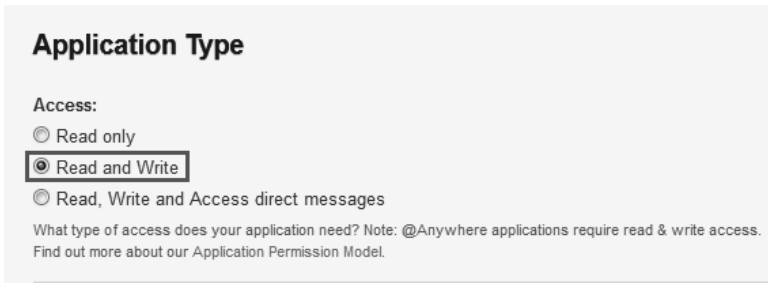 Application Type
Access:
Read only
Read and Write
Read, Write and Access direct messages
What type of access does your application need? Note: @Anywhere applications require read & write access.
Find out more about our Application Permission Model.